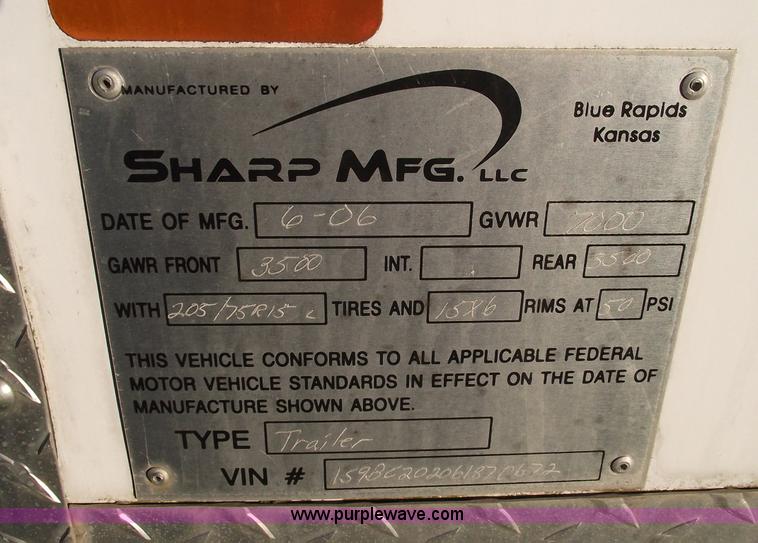 MANUFACTURED BY
Blue Rapids
Kansas
SHARP MFG. LLC
DATE OF MFG. 6-06 GVWR 7000
GAWR FRONT 3500 INT. REAR 3500
WITH 205/75R15 c TIRES AND 15X6 RIMS AT 50 PSI
THIS VEHICLE CONFORMS TO ALL APPLICABLE FEDERAL
MOTOR VEHICLE STANDARDS IN EFFECT ON THE DATE OF
MANUFACTURE SHOWN ABOVE.
TYPE Trailer
VIN #
www.purplewave.com